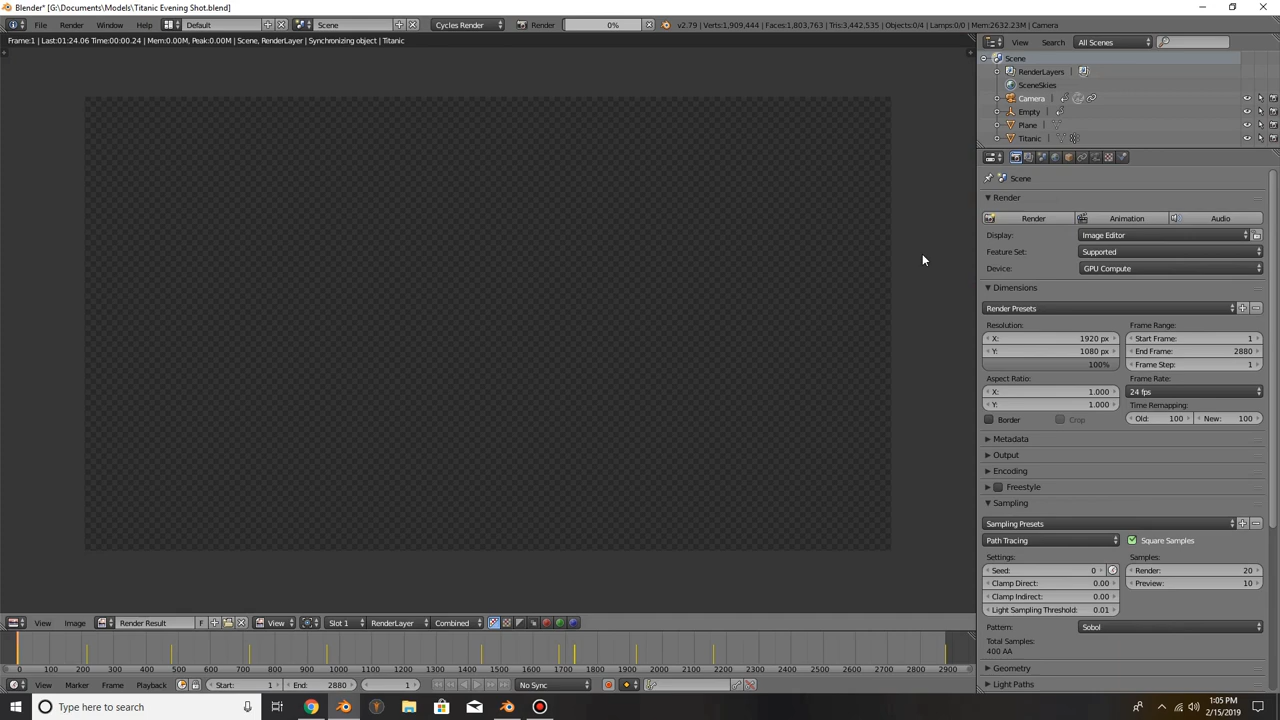 Blender* [G:\Documents\Models\Titanic Evening Shot.blend]
File Render Window Help Default Scene Cycles Render Render 0% v2.79 | Verts:1,909,444 | Faces:1,803,763 | Tris:3,442,535 | Objects:0/4 | Lamps:0/0 | Mem:2632.23M | Camera
Frame:1 | Last:01:24.06 Time:00:00.24 | Mem:0.00M, Peak:0.00M | Scene, RenderLayer | Synchronizing object | Titanic
View Search All Scenes
Scene
RenderLayers
SceneSkies
Camera
Empty
Plane
Titanic
Scene
Render
Render Animation Audio
Display: Image Editor
Feature Set: Supported
Device: GPU Compute
Dimensions
Render Presets
Resolution: Frame Range:
X: 1920 px Start Frame: 1
Y: 1080 px End Frame: 2880
100% Frame Step: 1
Aspect Ratio: Frame Rate:
X: 1.000 24 fps
Y: 1.000 Time Remapping:
Border Crop Old: 100 New: 100
Metadata
Output
Encoding
Freestyle
Sampling
Sampling Presets
Path Tracing Square Samples
Settings: Samples:
Seed: 0 Render: 20
Clamp Direct: 0.00 Preview: 10
Clamp Indirect: 0.00
Light Sampling Threshold: 0.01
Pattern: Sobol
Total Samples:
400 AA
Geometry
Light Paths
View Image Render Result F View Slot 1 RenderLayer Combined
0 100 200 300 400 500 600 700 800 900 1000 1100 1200 1300 1400 1500 1600 1700 1800 1900 2000 2100 2200 2300 2400 2500 2600 2700 2800 2900
View Marker Frame Playback Start: 1 End: 2880 1 No Sync
Type here to search
1:05 PM
2/15/2019